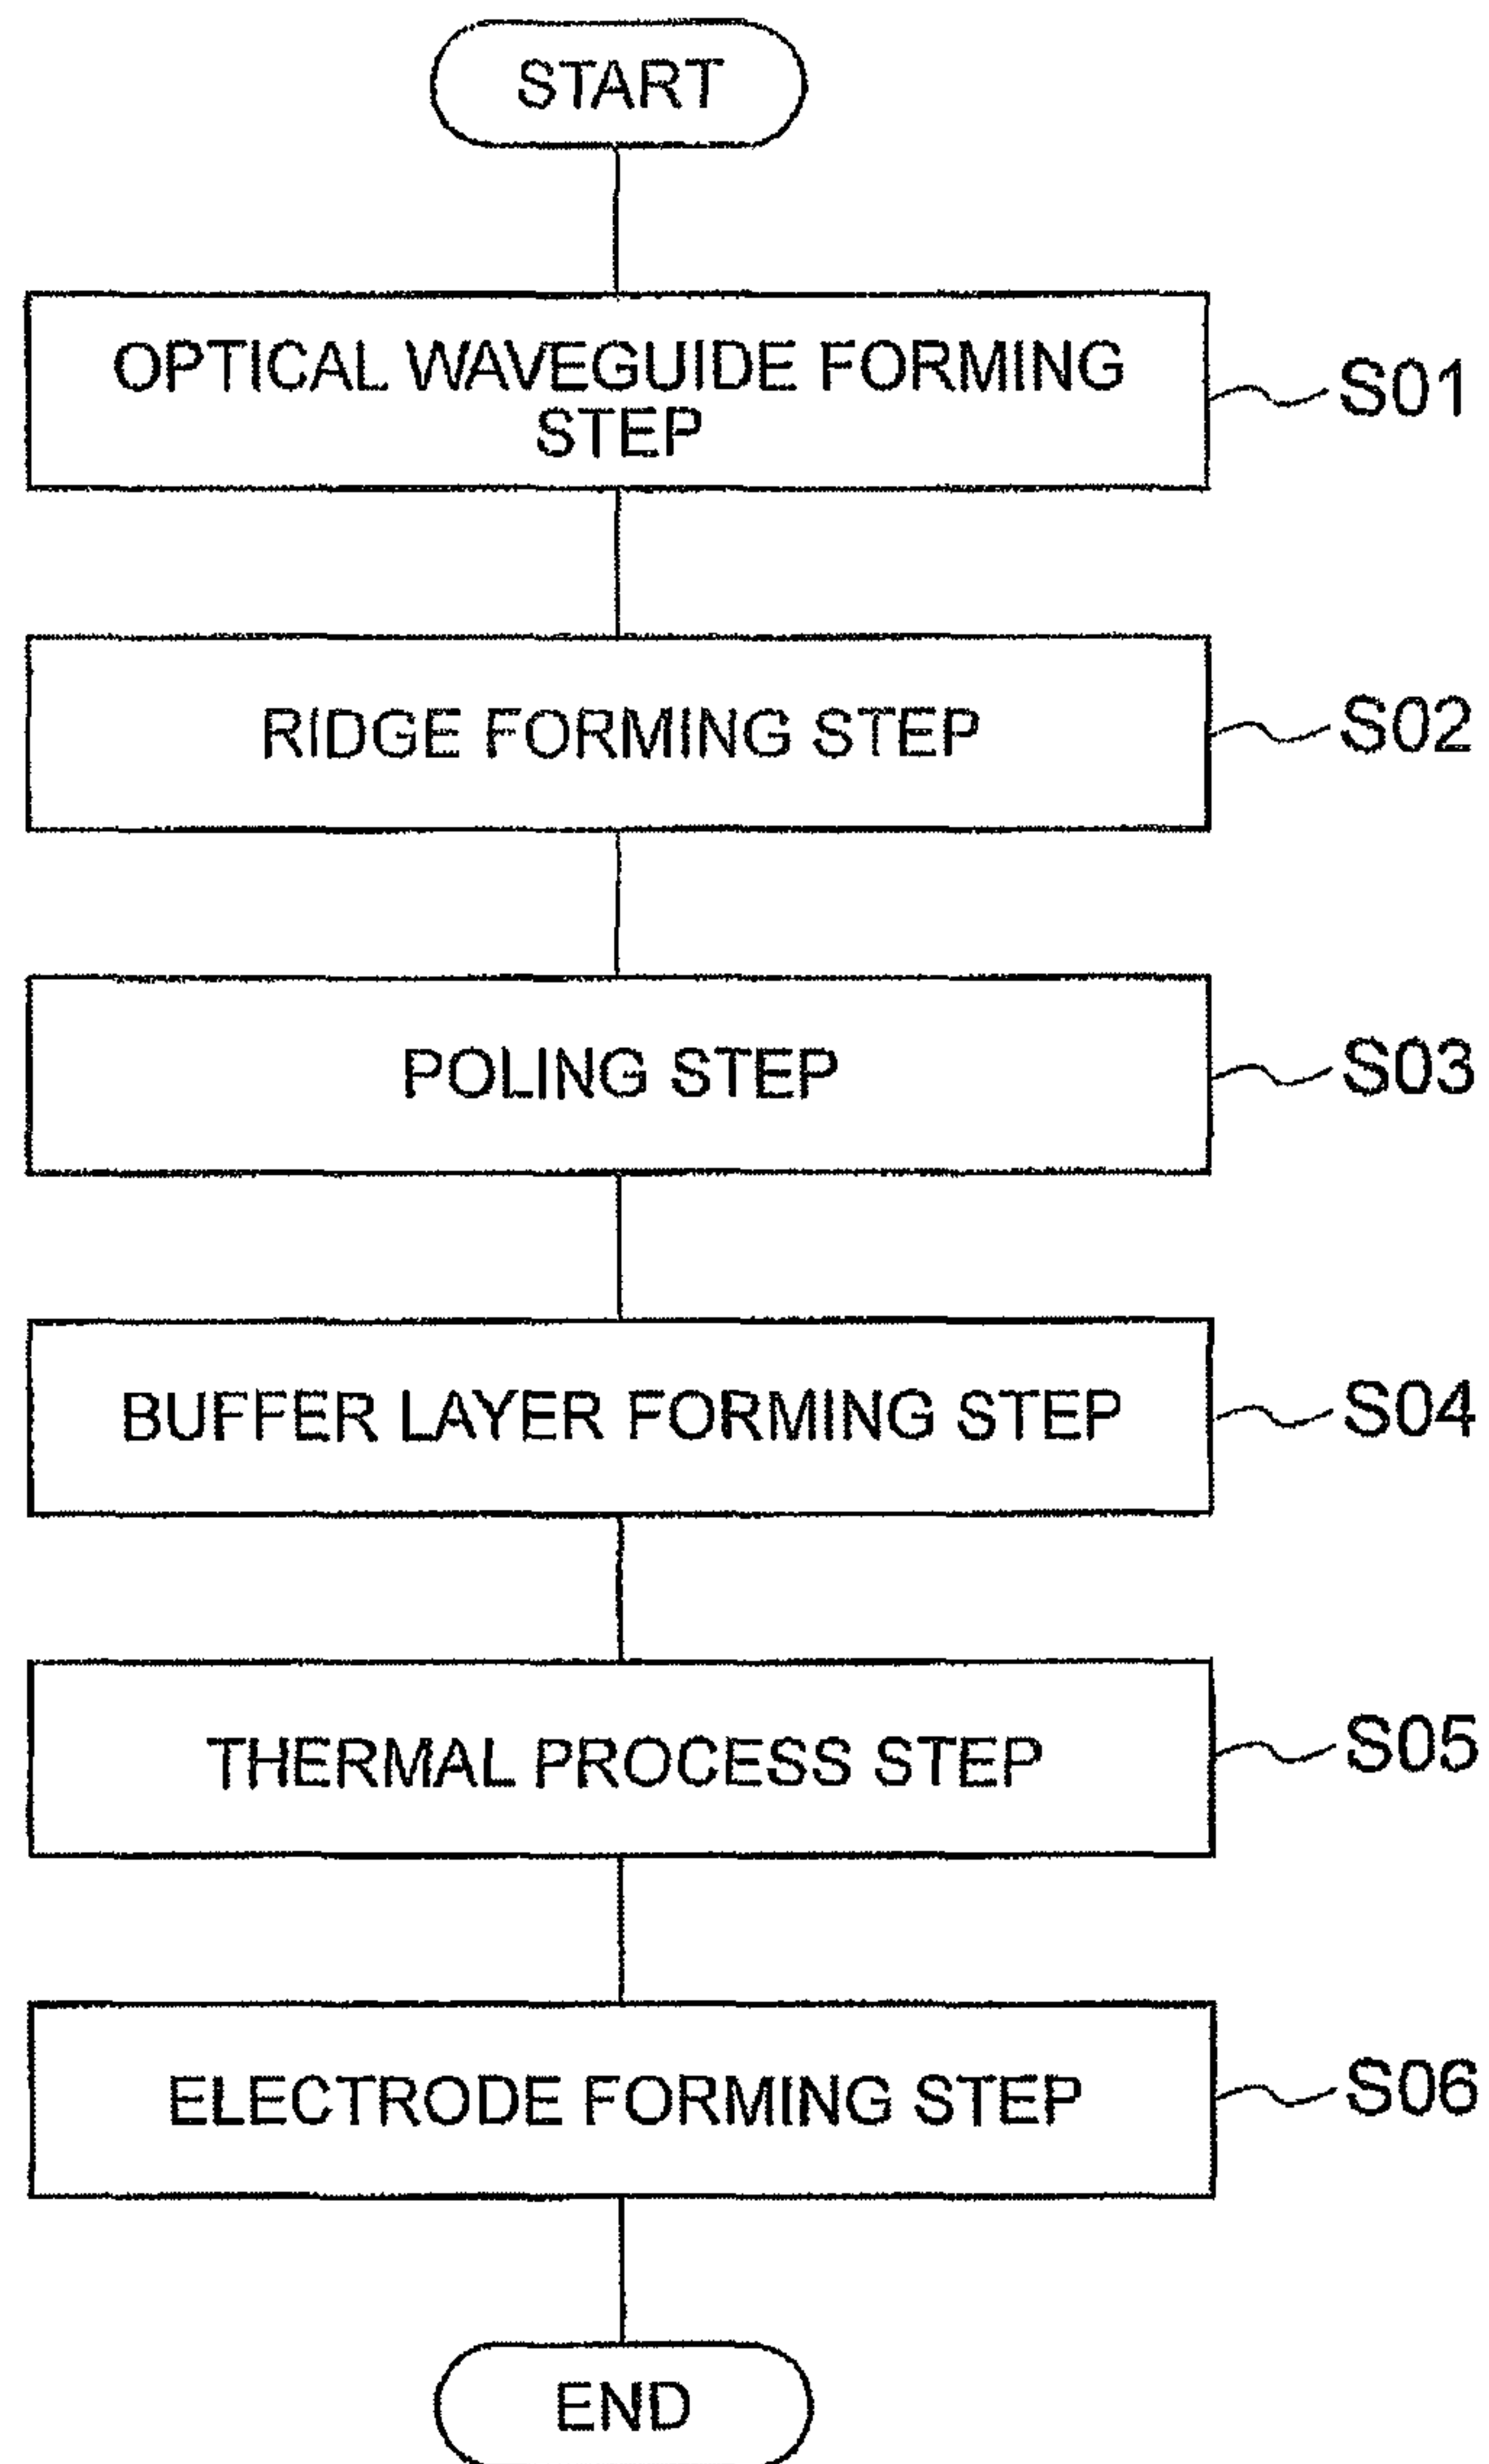 START
OPTICAL WAVEGUIDE FORMING
STEP
S01
RIDGE FORMING STEP
S02
POLING STEP
S03
BUFFER LAYER FORMING STEP
S04
THERMAL PROCESS STEP
S05
ELECTRODE FORMING STEP
S06
END